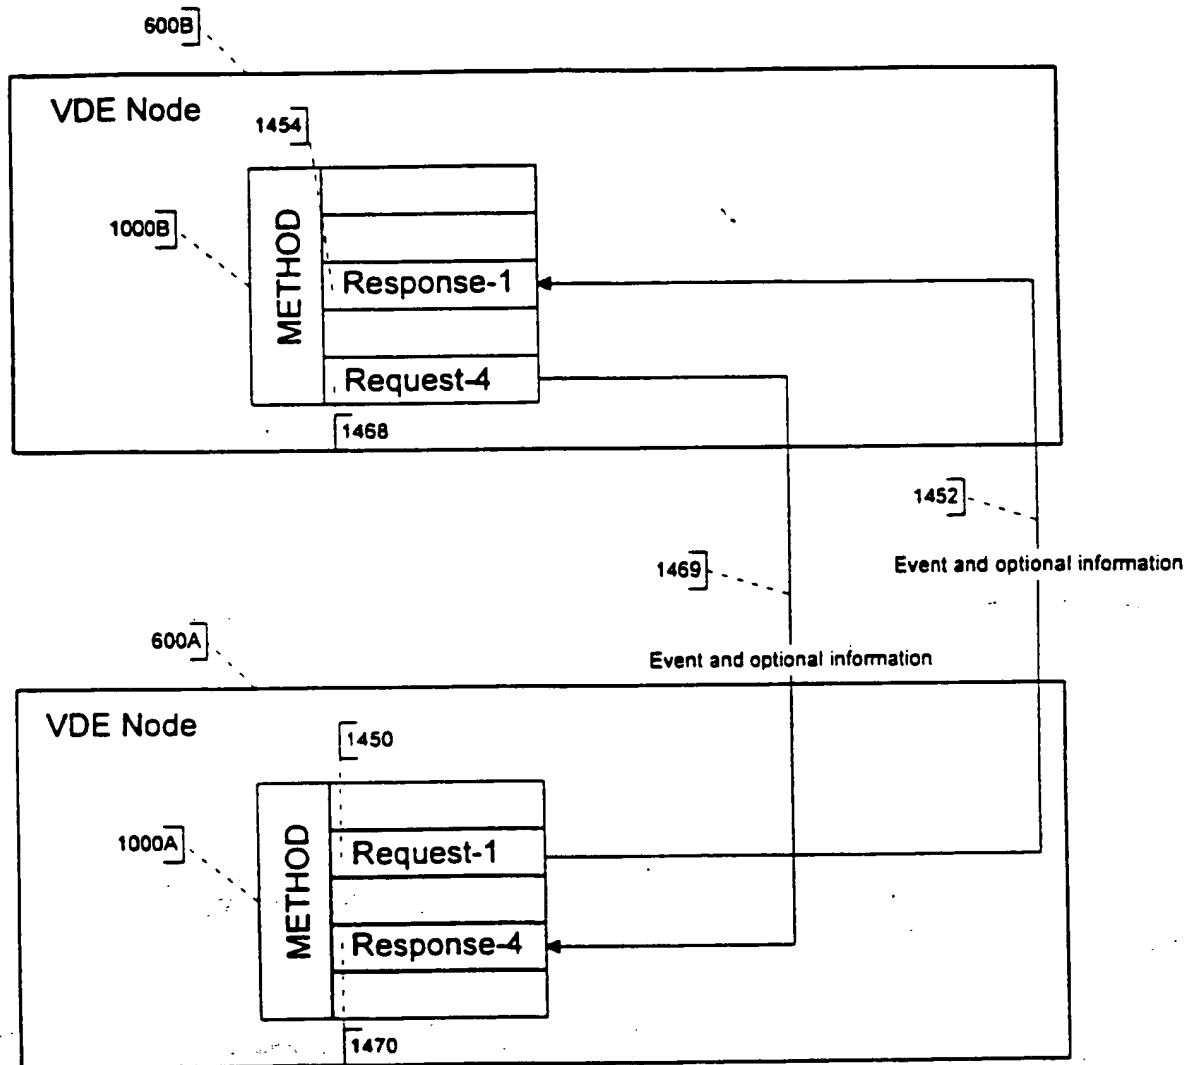 600B
VDE Node
1454
1000B
METHOD
Response-1
Request-4
1468
1452
Event and optional information
1469
600A
Event and optional information
VDE Node
1450
1000A
METHOD
Request-1
Response-4
1470